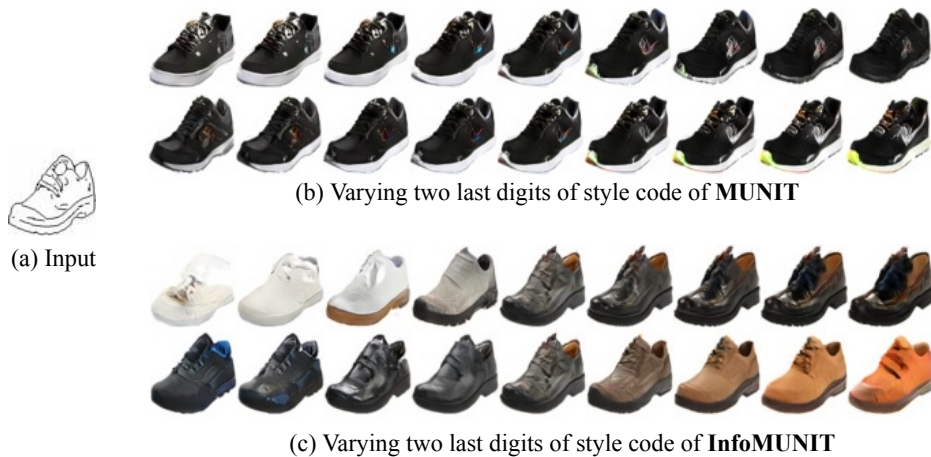 (b) Varying two last digits of style code of MUNIT
(a) Input
(c) Varying two last digits of style code of InfoMUNIT